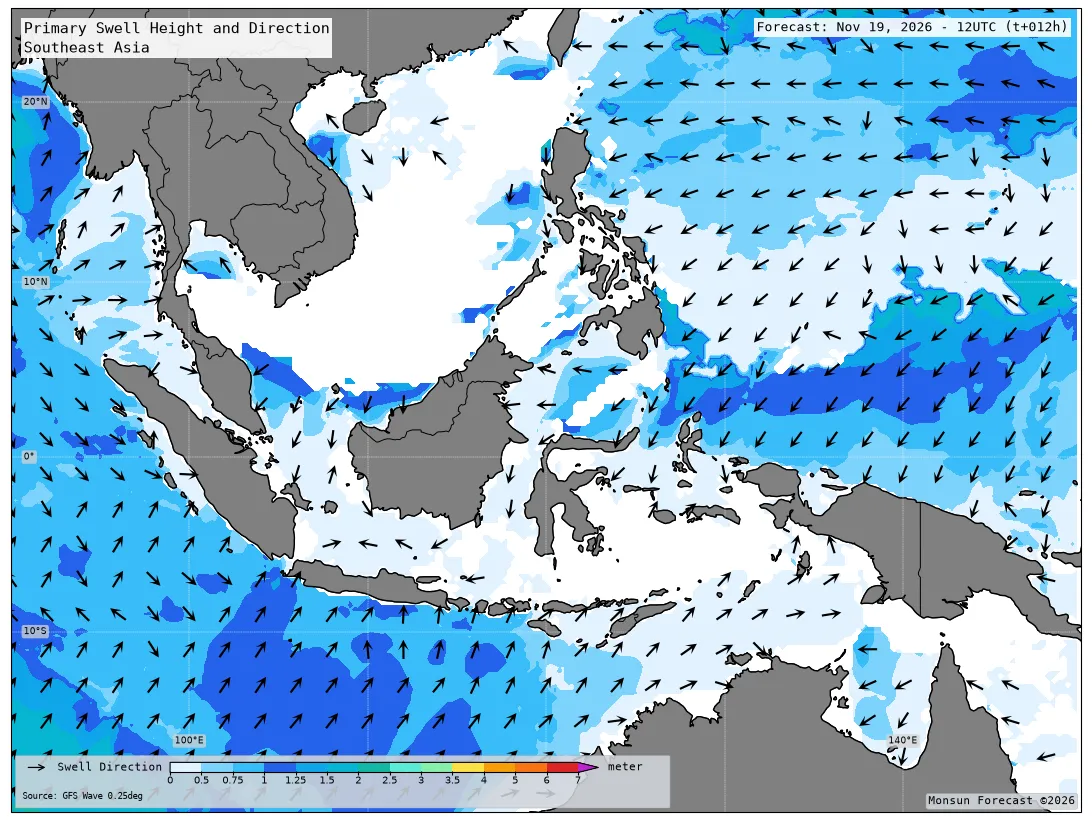 Primary Swell Height and Direction
Southeast Asia
Forecast: Nov 19, 2026 - 12UTC (t+012h)
20°N
10°N
0°
10°S
100°E
140°E
Swell Direction
0 0.5 0.75 1 1.25 1.5 2 2.5 3 3.5 4 5 6 7
meter
Source: GFS Wave 0.25deg
Monsun Forecast ©2026